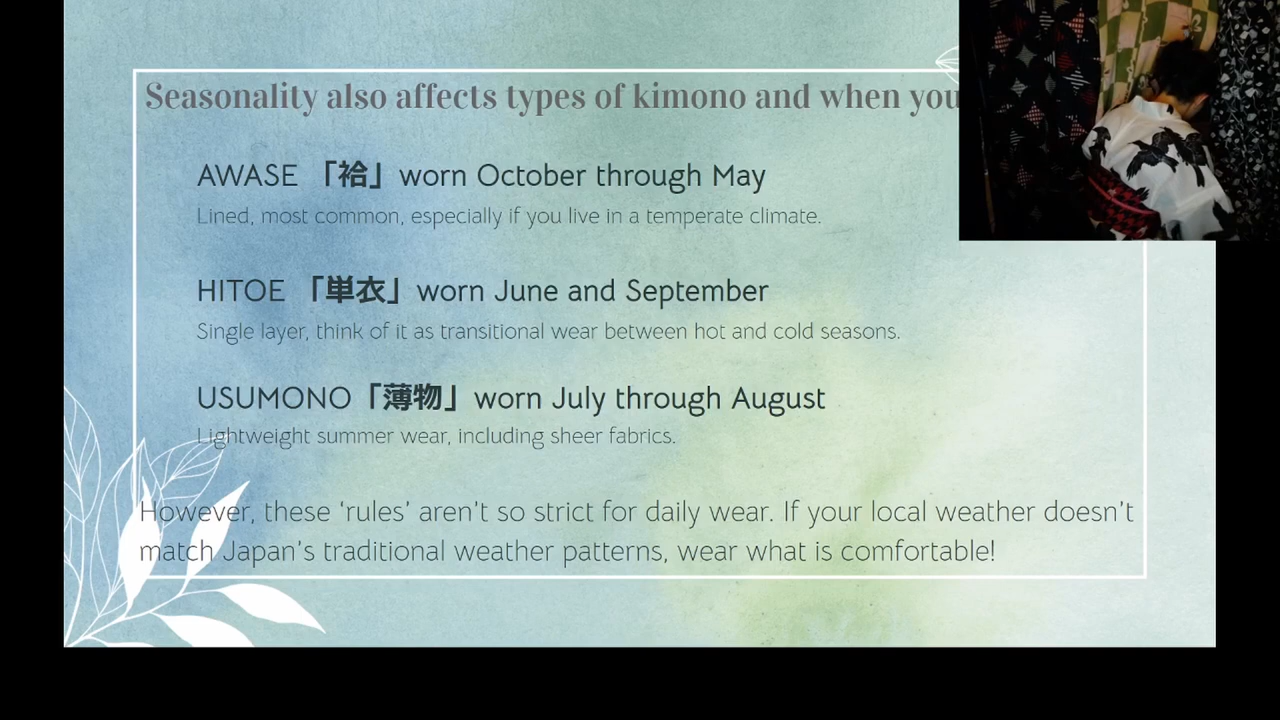 Seasonality also affects types of kimono and when you
AWASE 「袷」 worn October through May
Lined, most common, especially if you live in a temperate climate.
HITOE 「単衣」 worn June and September
Single layer, think of it as transitional wear between hot and cold seasons.
USUMONO「薄物」 worn July through August
Lightweight summer wear, including sheer fabrics.
However, these ‘rules’ aren’t so strict for daily wear. If your local weather doesn’t
match Japan’s traditional weather patterns, wear what is comfortable!